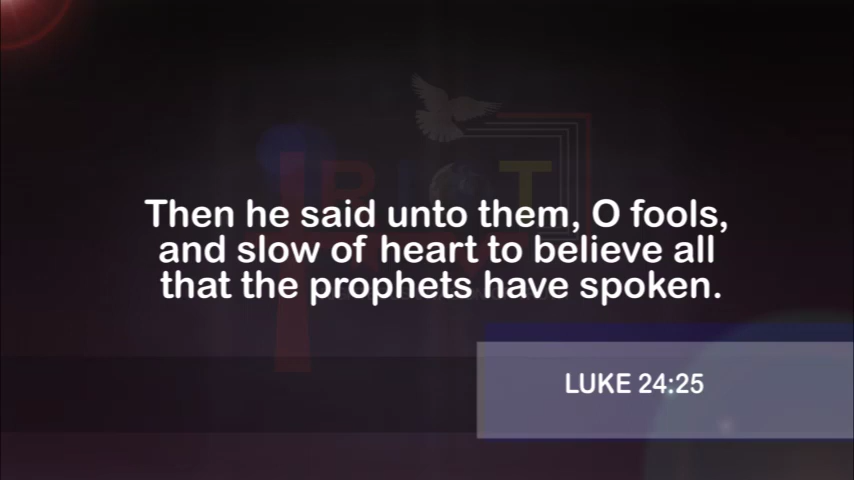 Then he said unto them, O fools,
and slow of heart to believe all
that the prophets have spoken.
LUKE 24:25